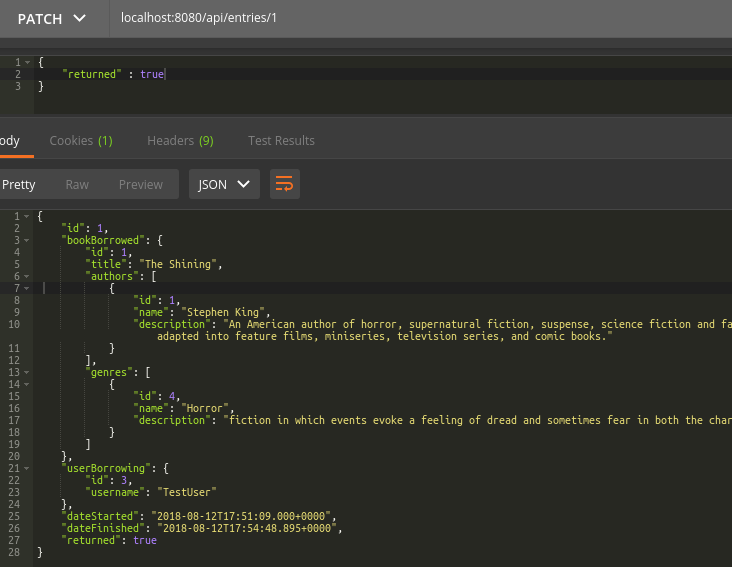 PATCH localhost:8080/api/entries/1
1 {
2 "returned" : true
3 }
ody Cookies (1) Headers (9) Test Results
Pretty Raw Preview JSON
1 {
2 "id": 1,
3 "bookBorrowed": {
4 "id": 1,
5 "title": "The Shining",
6 "authors": [
7 {
8 "id": 1,
9 "name": "Stephen King",
10 "description": "An American author of horror, supernatural fiction, suspense, science fiction and fa
adapted into feature films, miniseries, television series, and comic books."
11 }
12 ],
13 "genres": [
14 {
15 "id": 4,
16 "name": "Horror",
17 "description": "fiction in which events evoke a feeling of dread and sometimes fear in both the char
18 }
19 ]
20 },
21 "userBorrowing": {
22 "id": 3,
23 "username": "TestUser"
24 },
25 "dateStarted": "2018-08-12T17:51:09.000+0000",
26 "dateFinished": "2018-08-12T17:54:48.895+0000",
27 "returned": true
28 }